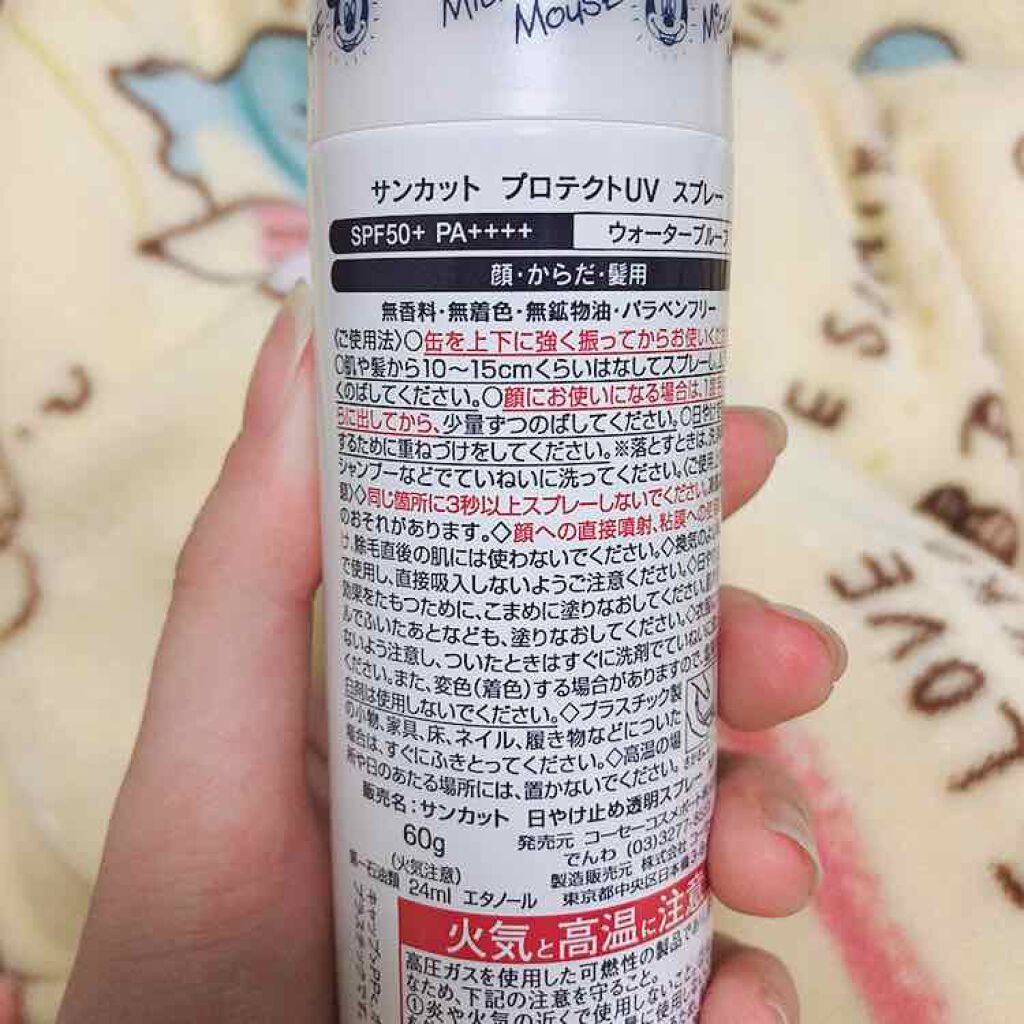 Mouse
サンカット プロテクトUV スプレー
SPF50+ PA++++ ウォータープルーフ
顔・からだ・髪用
無香料・無着色・無鉱物油・パラベンフリー
〈ご使用法〉○缶を上下に強く振ってからお使いくだ
○肌や髪から10〜15cmくらいはなしてスプレーし、
くのばしてください。○顔にお使いになる場合は、1度
に出してから、少量ずつのばしてください。○日やけ
するために重ねづけをしてください。※落とすときは、洗
シャンプーなどでていねいに洗ってください。〈ご使用上
◇同じ箇所に3秒以上スプレーしないでください。
のおそれがあります。◇顔への直接噴射、粘膜への
け、除毛直後の肌には使わないでください。◇換気の
で使用し、直接吸入しないようご注意ください。
効果をたもつために、こまめに塗りなおしてください。
ルでふいたあとなども、塗りなおしてください。◇
ないよう注意し、ついたときはすぐに洗剤でていねいに
ください。また、変色(着色)する場合がありますので、
白剤は使用しないでください。◇プラスチック製
の小物、家具、床、ネイル、履き物などについた
場合は、すぐにふきとってください。◇高温の場
所や日のあたる場所には、置かないでください。
販売名:サンカット 日やけ止め透明スプレー
60g 発売元 コーセーコスメポート
でんわ (03)3277-
(火気注意) 製造販売元 株式会社
第一石油類 24ml エタノール 東京都中央区日本橋
火気と高温に注意
高圧ガスを使用した可燃性の製品で
なため、下記の注意を守ること。
①炎や火気の近くで使用しないこ
LOVE